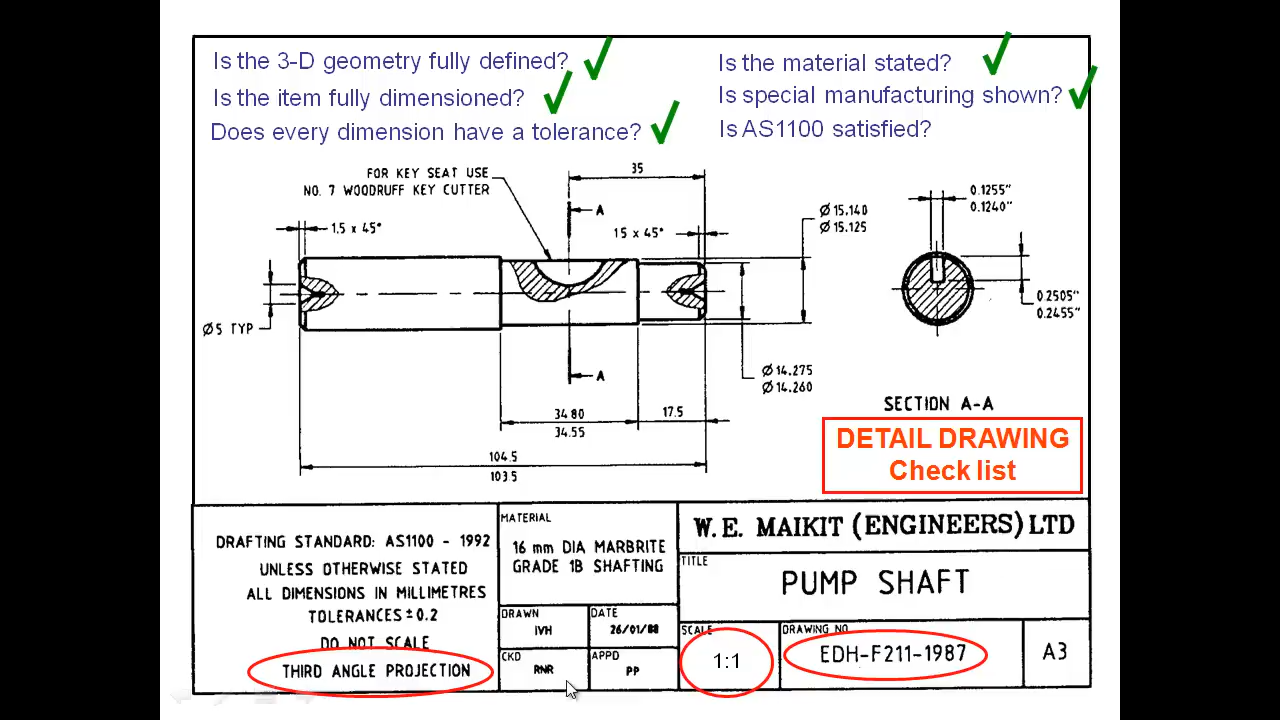 Is the 3-D geometry fully defined?
Is the item fully dimensioned?
Does every dimension have a tolerance?
Is the material stated?
Is special manufacturing shown?
Is AS1100 satisfied?
FOR KEY SEAT USE
NO. 7 WOODRUFF KEY CUTTER
35
A
1.5 x 45°
15 x 45°
Ø 15.140
Ø 15.125
0.1255"
0.1240"
0.2505"
0.2455"
Ø 5 TYP
A
Ø 14.275
Ø 14.260
34.80
34.55
17.5
104.5
103.5
SECTION A-A
DETAIL DRAWING
Check list
DRAFTING STANDARD: AS1100 - 1992
UNLESS OTHERWISE STATED
ALL DIMENSIONS IN MILLIMETRES
TOLERANCES ± 0.2
DO NOT SCALE
THIRD ANGLE PROJECTION
MATERIAL
16 mm DIA MARBRITE
GRADE 1B SHAFTING
DRAWN
IVH
DATE
26/01/88
CKD
RNR
APPD
PP
W. E. MAIKIT (ENGINEERS) LTD
TITLE
PUMP SHAFT
SCALE
1:1
DRAWING NO.
EDH-F211-1987
A3